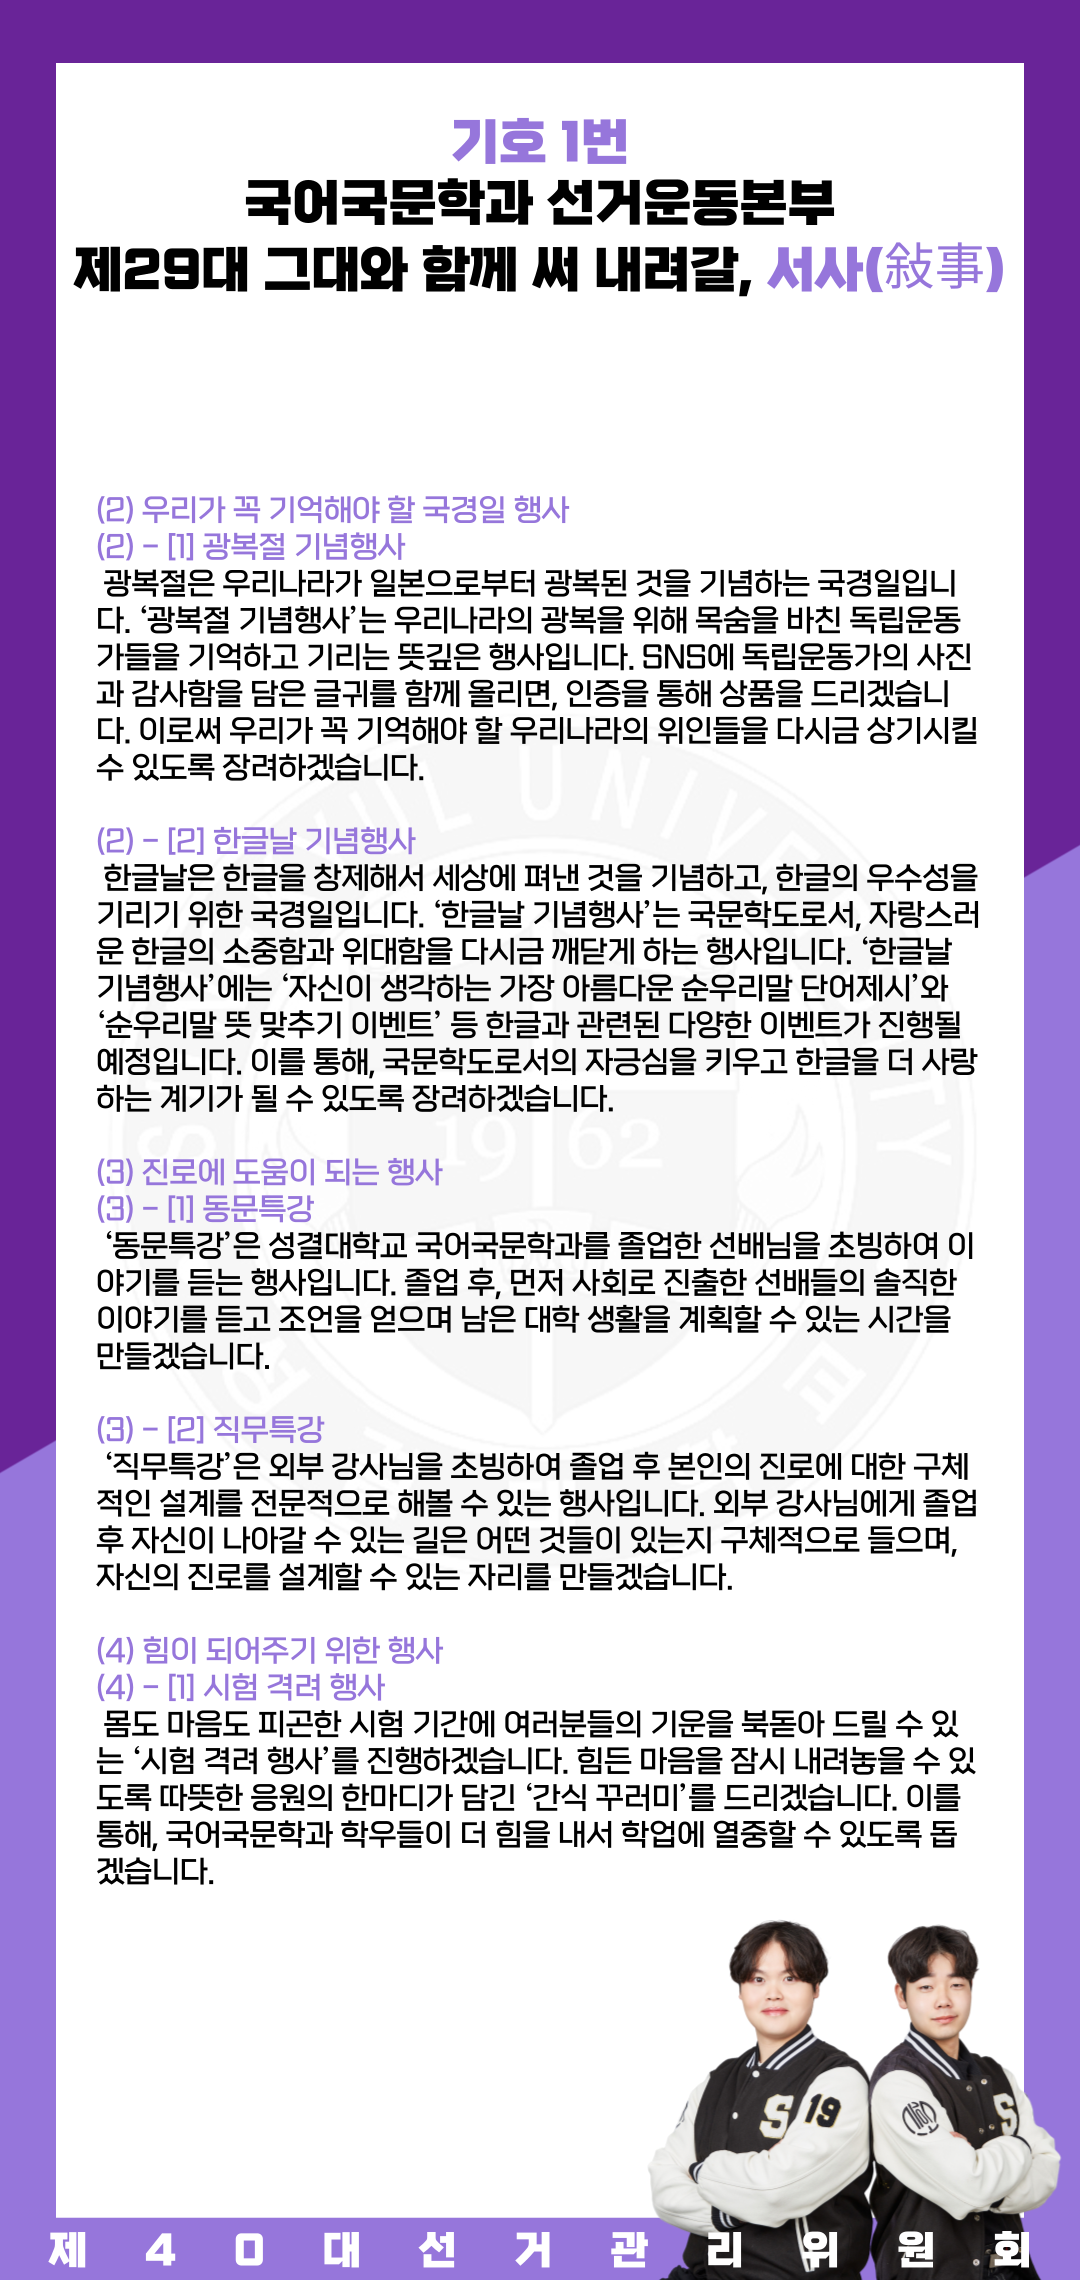 기호 1번
국어국문학과 선거운동본부
제29대 그대와 함께 써 내려갈, 서사(敍事)
(2) 우리가 꼭 기억해야 할 국경일 행사
(2) - [1] 광복절 기념행사
광복절은 우리나라가 일본으로부터 광복된 것을 기념하는 국경일입니
다. ‘광복절 기념행사’는 우리나라의 광복을 위해 목숨을 바친 독립운동
가들을 기억하고 기리는 뜻깊은 행사입니다. SNS에 독립운동가의 사진
과 감사함을 담은 글귀를 함께 올리면, 인증을 통해 상품을 드리겠습니
다. 이로써 우리가 꼭 기억해야 할 우리나라의 위인들을 다시금 상기시킬
수 있도록 장려하겠습니다.
(2) - [2] 한글날 기념행사
한글날은 한글을 창제해서 세상에 펴낸 것을 기념하고, 한글의 우수성을
기리기 위한 국경일입니다. ‘한글날 기념행사’는 국문학도로서, 자랑스러
운 한글의 소중함과 위대함을 다시금 깨닫게 하는 행사입니다. ‘한글날
기념행사’에는 ‘자신이 생각하는 가장 아름다운 순우리말 단어제시’와
‘순우리말 뜻 맞추기 이벤트’ 등 한글과 관련된 다양한 이벤트가 진행될
예정입니다. 이를 통해, 국문학도로서의 자긍심을 키우고 한글을 더 사랑
하는 계기가 될 수 있도록 장려하겠습니다.
1962
(3) 진로에 도움이 되는 행사
(3) - [1] 동문특강
‘동문특강’은 성결대학교 국어국문학과를 졸업한 선배님을 초빙하여 이
야기를 듣는 행사입니다. 졸업 후, 먼저 사회로 진출한 선배들의 솔직한
이야기를 듣고 조언을 얻으며 남은 대학 생활을 계획할 수 있는 시간을
만들겠습니다.
(3) - [2] 직무특강
‘직무특강’은 외부 강사님을 초빙하여 졸업 후 본인의 진로에 대한 구체
적인 설계를 전문적으로 해볼 수 있는 행사입니다. 외부 강사님에게 졸업
후 자신이 나아갈 수 있는 길은 어떤 것들이 있는지 구체적으로 들으며,
자신의 진로를 설계할 수 있는 자리를 만들겠습니다.
(4) 힘이 되어주기 위한 행사
(4) - [1] 시험 격려 행사
몸도 마음도 피곤한 시험 기간에 여러분들의 기운을 북돋아 드릴 수 있
는 ‘시험 격려 행사’를 진행하겠습니다. 힘든 마음을 잠시 내려놓을 수 있
도록 따뜻한 응원의 한마디가 담긴 ‘간식 꾸러미’를 드리겠습니다. 이를
통해, 국어국문학과 학우들이 더 힘을 내서 학업에 열중할 수 있도록 돕
겠습니다.
S 19
S
제40대선거관리위원회